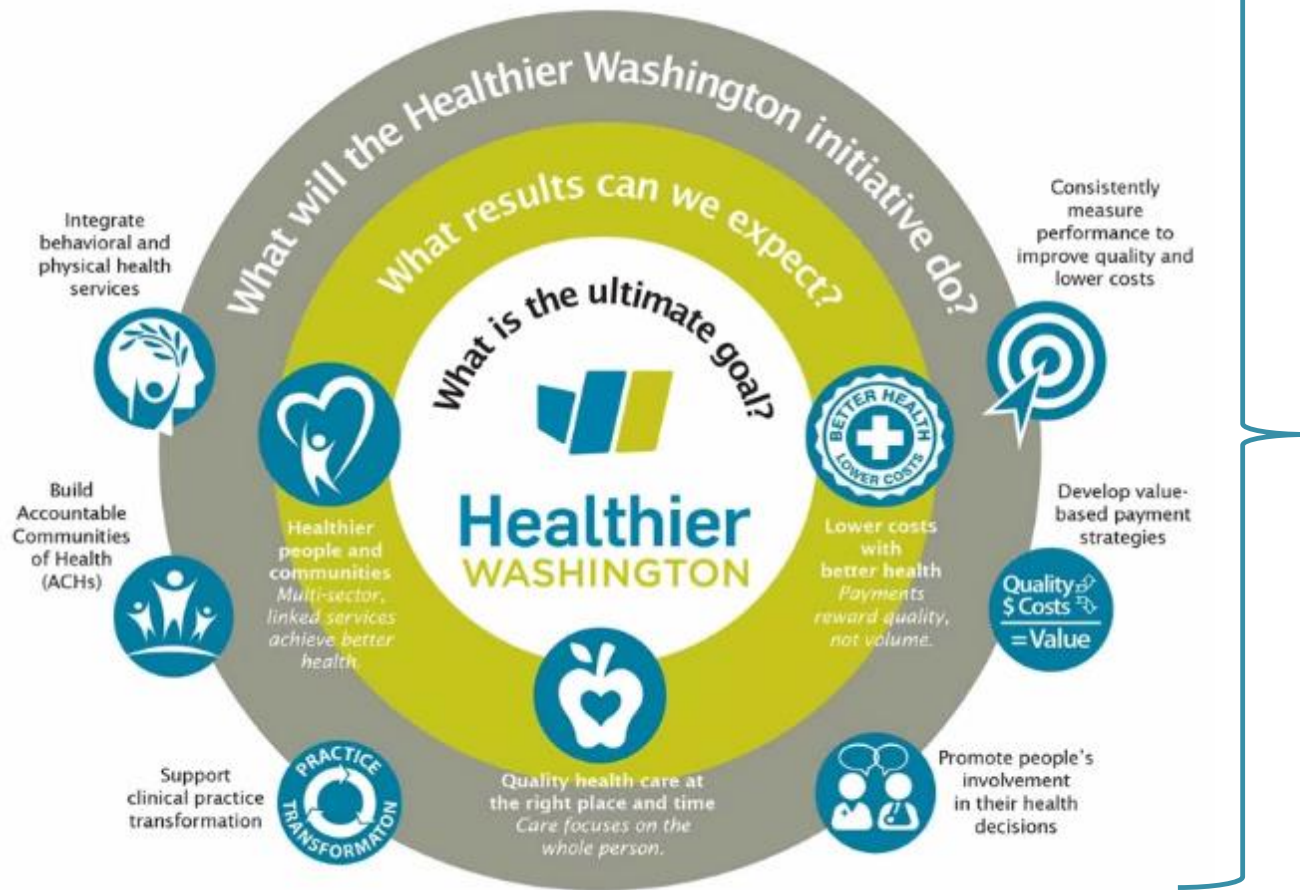 What will the Healthier Washington initiative do?
What results can we expect?
What is the ultimate goal?
Healthier
WASHINGTON
Integrate
behavioral and
physical health
services
Build
Accountable
Communities
of Health
(ACHs)
Support
clinical practice
transformation
PRACTICE
TRANSFORMATON
Healthier
people and
communities
Multi-sector,
linked services
achieve better
health.
Quality health care at
the right place and time
Care focuses on the
whole person.
BETTER HEALTH
LOWER COSTS
Lower costs
with
better health
Payments
reward quality,
not volume.
Consistently
measure
performance to
improve quality and
lower costs
Develop value-
based payment
strategies
Quality
$ Costs
=Value
Promote people's
involvement
in their health
decisions